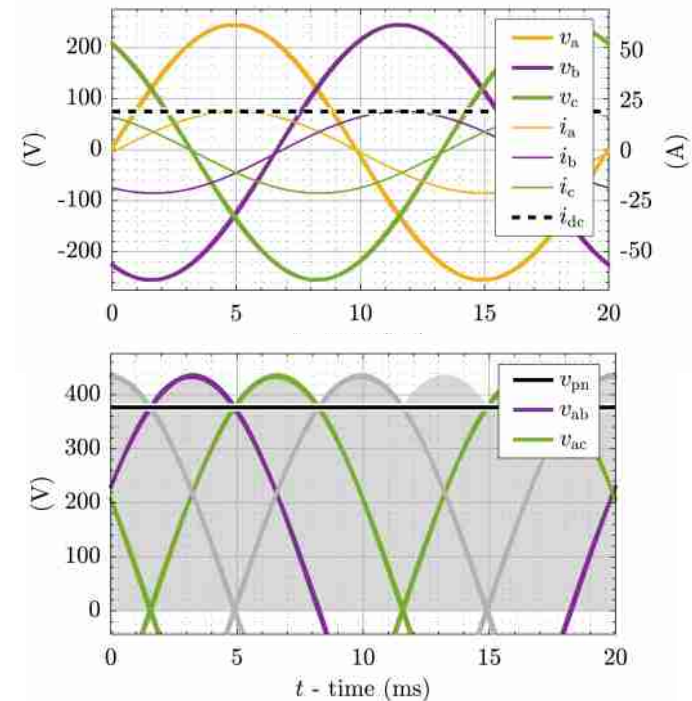 200
100
0
-100
-200
(V)
50
25
0
-25
-50
(A)
v_a
v_b
v_c
i_a
i_b
i_c
i_dc
0 5 10 15 20
400
300
200
100
0
(V)
v_pn
v_ab
v_ac
0 5 10 15 20
t - time (ms)